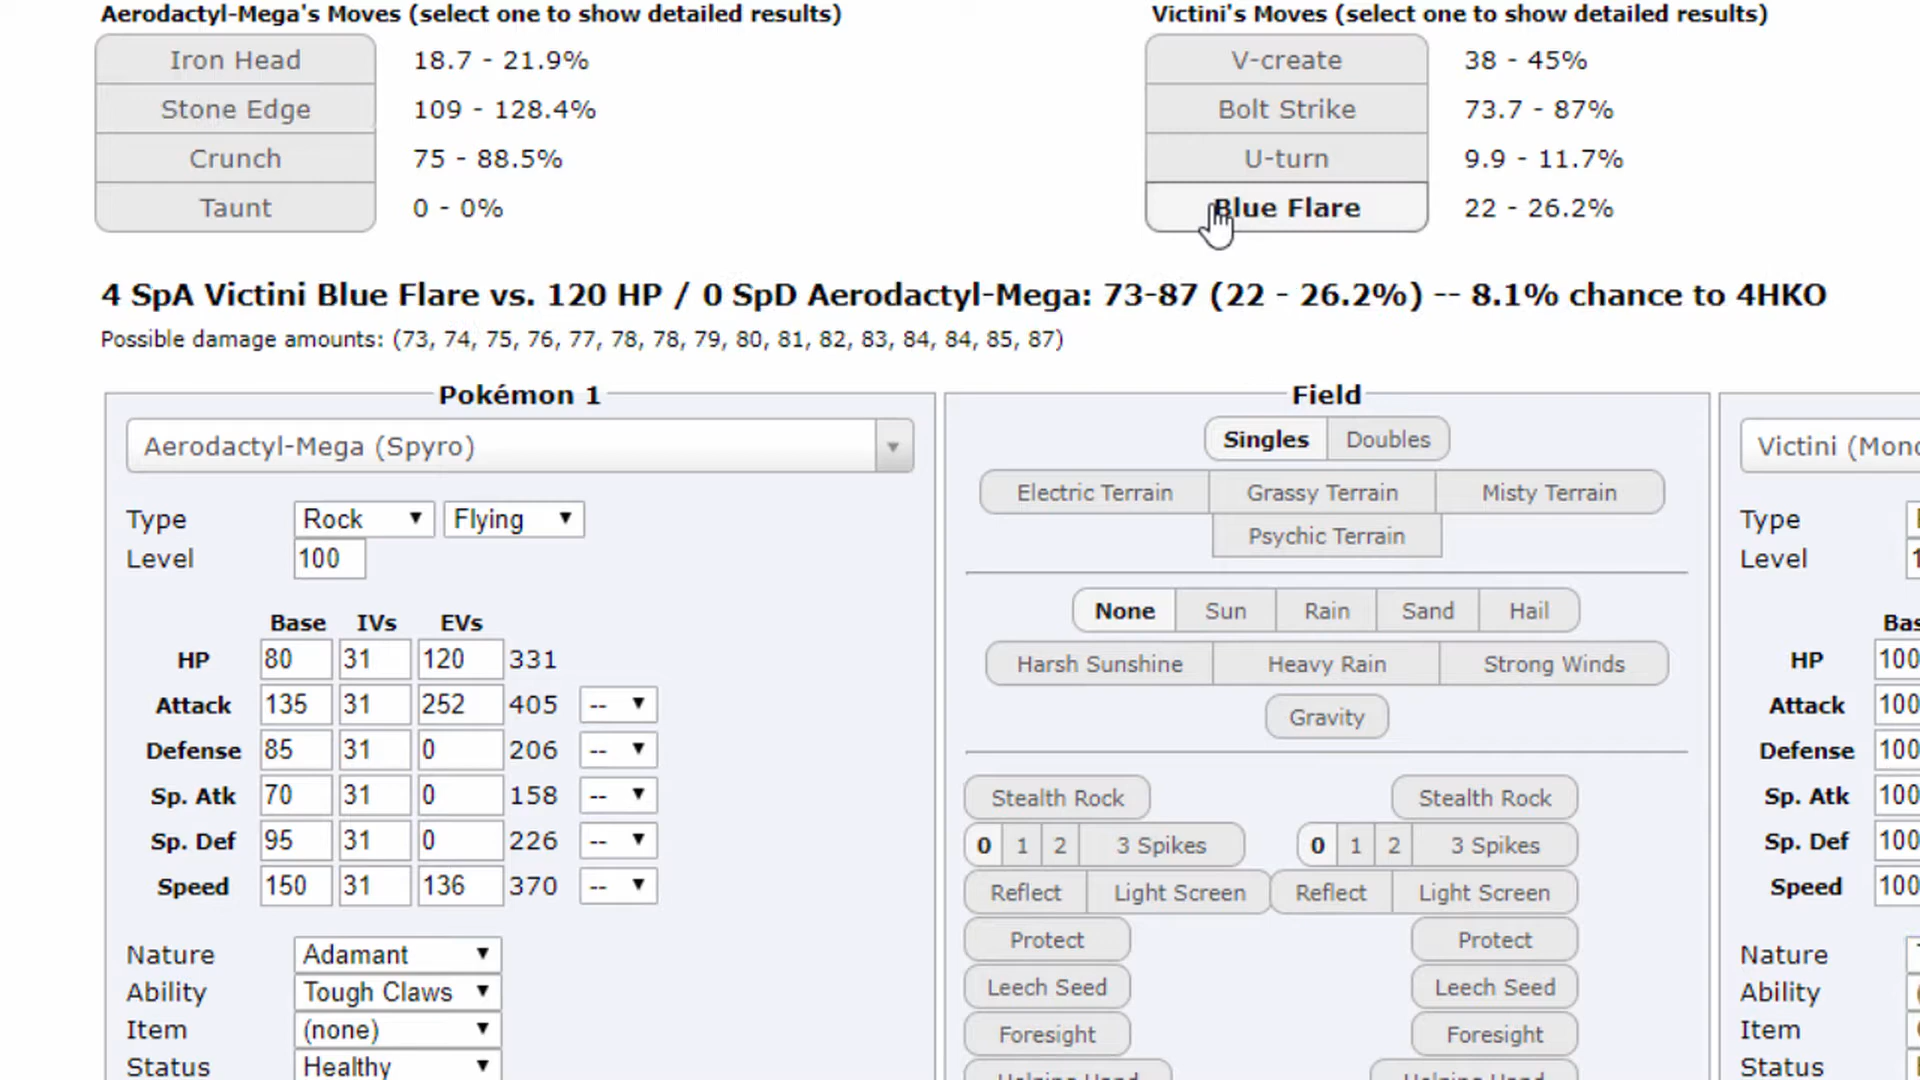 Aerodactyl-Mega's Moves (select one to show detailed results)
Victini's Moves (select one to show detailed results)
Iron Head 18.7 - 21.9%
V-create 38 - 45%
Stone Edge 109 - 128.4%
Bolt Strike 73.7 - 87%
Crunch 75 - 88.5%
U-turn 9.9 - 11.7%
Taunt 0 - 0%
Blue Flare 22 - 26.2%
4 SpA Victini Blue Flare vs. 120 HP / 0 SpD Aerodactyl-Mega: 73-87 (22 - 26.2%) -- 8.1% chance to 4HKO
Possible damage amounts: (73, 74, 75, 76, 77, 78, 78, 79, 80, 81, 82, 83, 84, 84, 85, 87)
Pokémon 1
Aerodactyl-Mega (Spyro)
Type Rock Flying
Level 100
Base IVs EVs
HP 80 31 120 331
Attack 135 31 252 405 --
Defense 85 31 0 206 --
Sp. Atk 70 31 0 158 --
Sp. Def 95 31 0 226 --
Speed 150 31 136 370 --
Nature Adamant
Ability Tough Claws
Item (none)
Status Healthy
Field
Singles Doubles
Electric Terrain Grassy Terrain Misty Terrain
Psychic Terrain
None Sun Rain Sand Hail
Harsh Sunshine Heavy Rain Strong Winds
Gravity
Stealth Rock Stealth Rock
0 1 2 3 Spikes 0 1 2 3 Spikes
Reflect Light Screen Reflect Light Screen
Protect Protect
Leech Seed Leech Seed
Foresight Foresight
Helping Hand Helping Hand
Victini (Mono
Type
Level
Bas
HP 100
Attack 100
Defense 100
Sp. Atk 100
Sp. Def 100
Speed 100
Nature
Ability
Item
Status